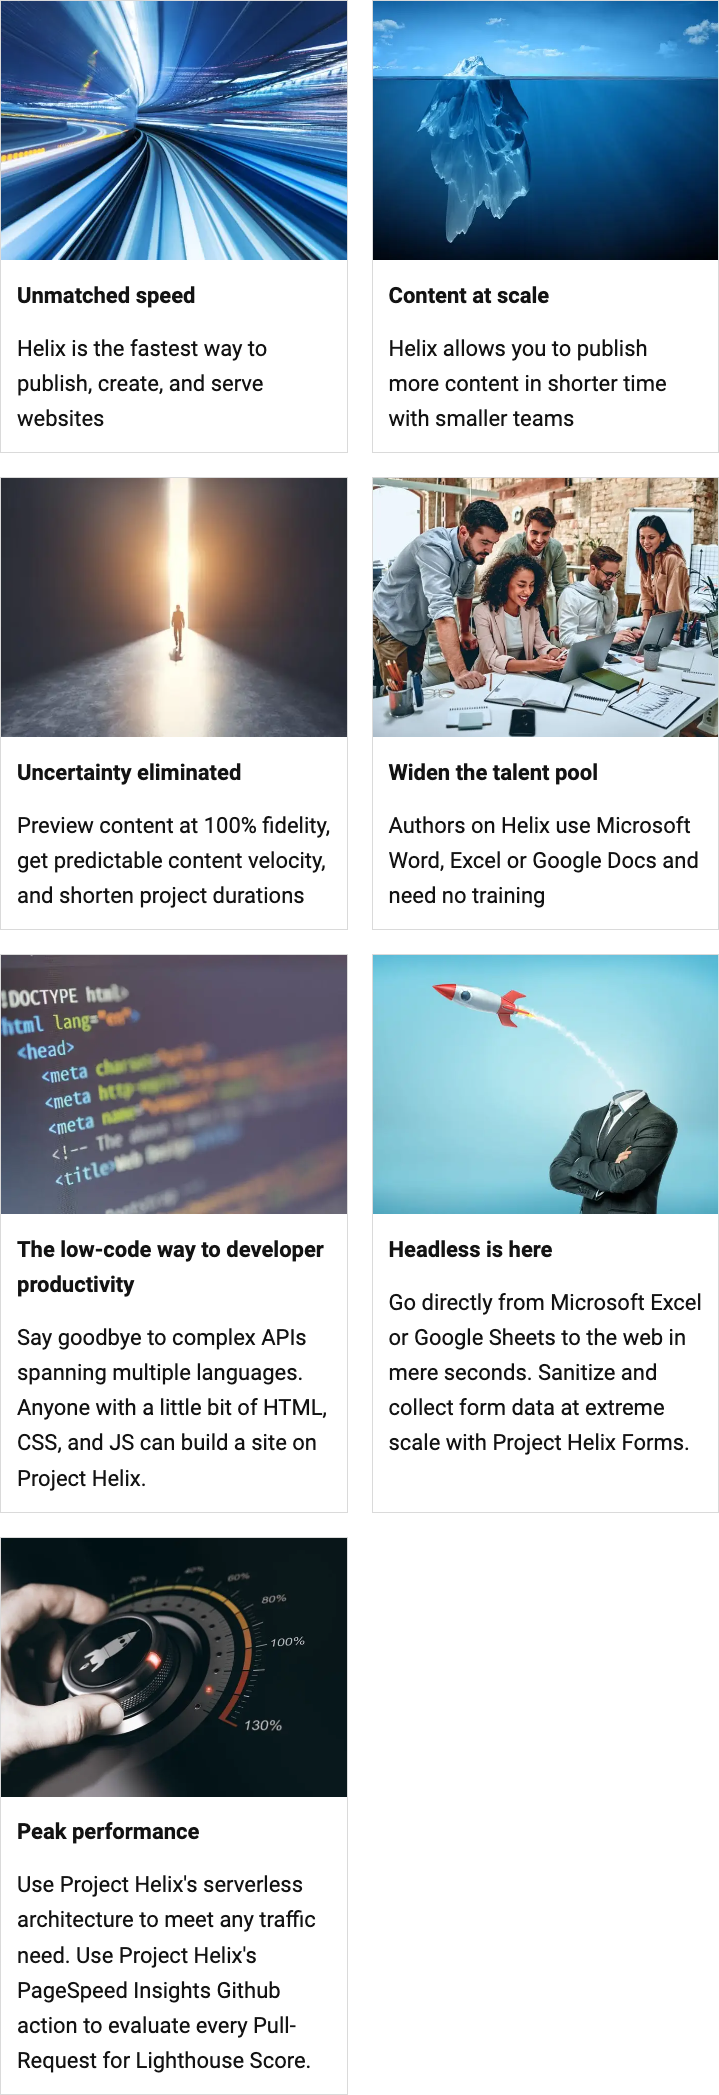 Unmatched speed
Helix is the fastest way to
publish, create, and serve
websites
Content at scale
Helix allows you to publish
more content in shorter time
with smaller teams
Uncertainty eliminated
Preview content at 100% fidelity,
get predictable content velocity,
and shorten project durations
Widen the talent pool
Authors on Helix use Microsoft
Word, Excel or Google Docs and
need no training
!DOCTYPE html>
html lang="en">
<head>
<meta
<meta
<meta name=
<!-- The above
<title>Web Design
The low-code way to developer
productivity
Say goodbye to complex APIs
spanning multiple languages.
Anyone with a little bit of HTML,
CSS, and JS can build a site on
Project Helix.
Headless is here
Go directly from Microsoft Excel
or Google Sheets to the web in
mere seconds. Sanitize and
collect form data at extreme
scale with Project Helix Forms.
20%
40%
60%
80%
100%
130%
Peak performance
Use Project Helix's serverless
architecture to meet any traffic
need. Use Project Helix's
PageSpeed Insights Github
action to evaluate every Pull-
Request for Lighthouse Score.